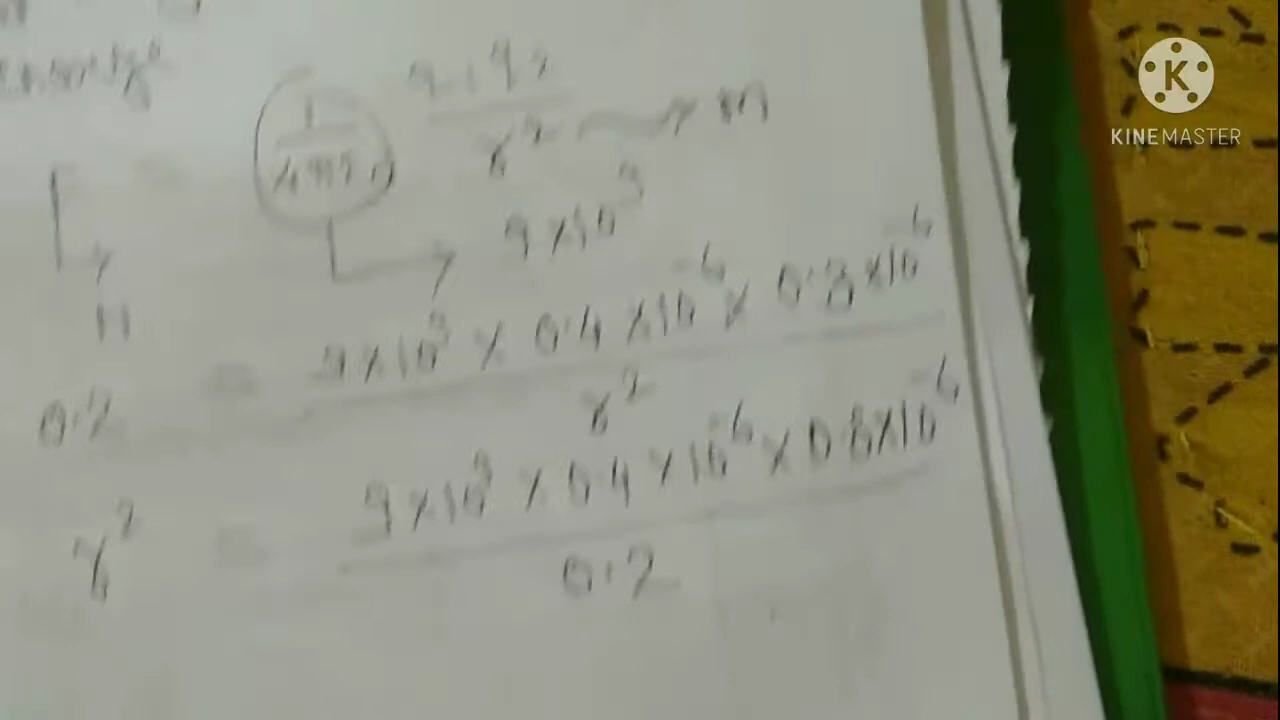 1/4πε0 q1q2/r² → m
N → 9×10⁹
0.2 = 9×10⁹ × 0.4 ×10⁻⁶ × 0.8×10⁻⁶ / r²
r² = 9×10⁹ × 0.4 ×10⁻⁶ × 0.8×10⁻⁶ / 0.2
K
KINEMASTER